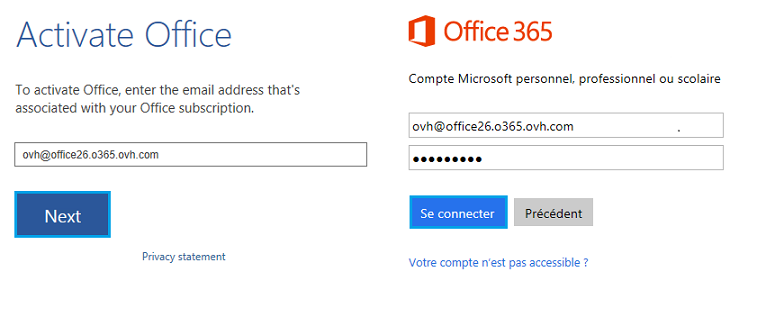 Activate Office
To activate Office, enter the email address that's
associated with your Office subscription.
ovh@office26.o365.ovh.com
Next
Privacy statement
Office 365
Compte Microsoft personnel, professionnel ou scolaire
ovh@office26.o365.ovh.com .
●●●●●●●●●
Se connecter Précédent
Votre compte n'est pas accessible ?